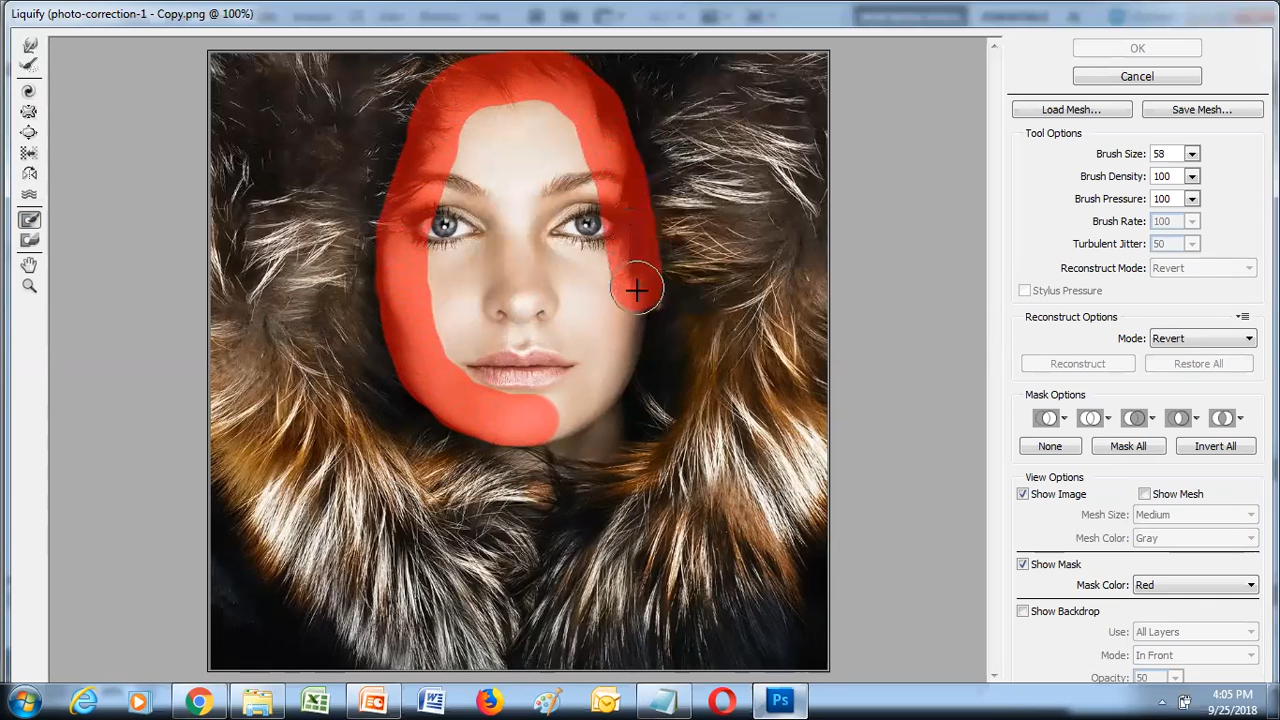 Liquify (photo-correction-1 - Copy.png @ 100%)
OK
Cancel
Load Mesh... Save Mesh...
Tool Options
Brush Size: 58
Brush Density: 100
Brush Pressure: 100
Brush Rate: 100
Turbulent Jitter: 50
Reconstruct Mode: Revert
Stylus Pressure
Reconstruct Options
Mode: Revert
Reconstruct Restore All
Mask Options
None Mask All Invert All
View Options
Show Image Show Mesh
Mesh Size: Medium
Mesh Color: Gray
Show Mask
Mask Color: Red
Show Backdrop
Use: All Layers
Mode: In Front
Opacity: 50
Ps
4:05 PM
9/25/2018